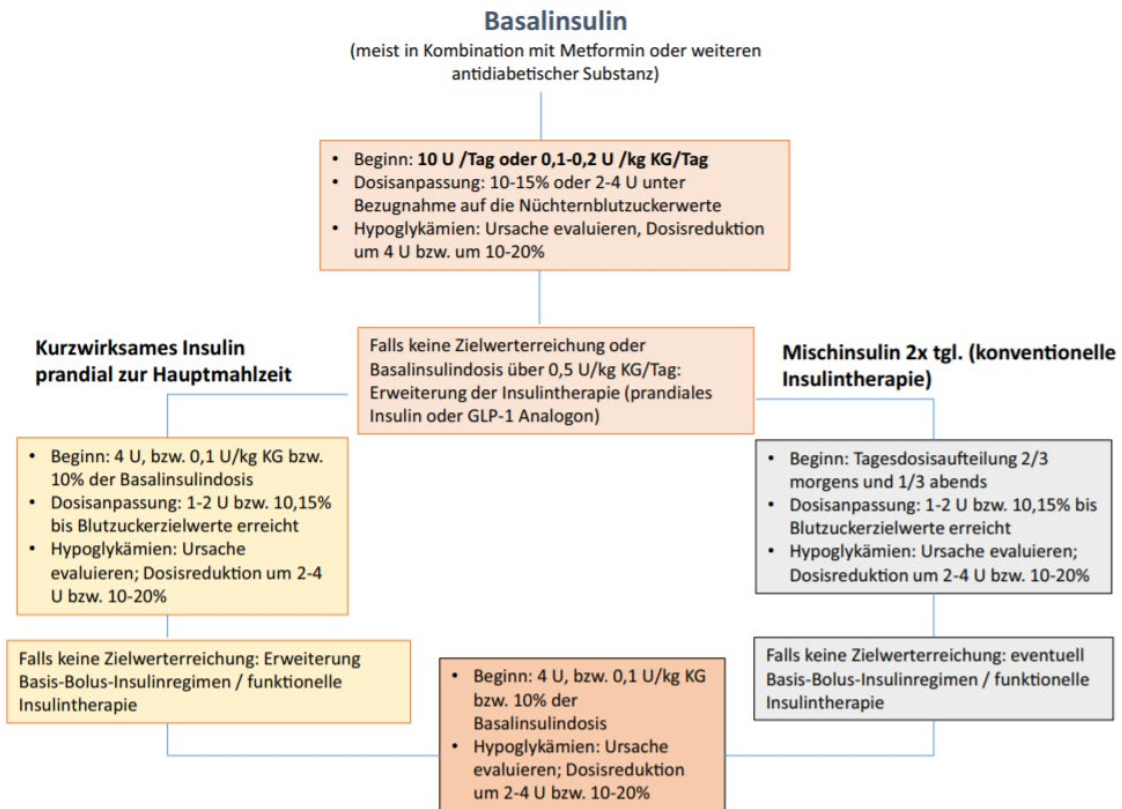 Basalinsulin
(meist in Kombination mit Metformin oder weiteren
antidiabetischer Substanz)
• Beginn: 10 U /Tag oder 0,1-0,2 U /kg KG/Tag
• Dosisanpassung: 10-15% oder 2-4 U unter
Bezugnahme auf die Nüchternblutzuckerwerte
• Hypoglykämien: Ursache evaluieren, Dosisreduktion
um 4 U bzw. um 10-20%
Kurzwirksames Insulin
prandial zur Hauptmahlzeit
Falls keine Zielwerterreichung oder
Basalinsulindosis über 0,5 U/kg KG/Tag:
Erweiterung der Insulintherapie (prandiales
Insulin oder GLP-1 Analogon)
Mischinsulin 2x tgl. (konventionelle
Insulintherapie)
• Beginn: 4 U, bzw. 0,1 U/kg KG bzw.
10% der Basalinsulindosis
• Dosisanpassung: 1-2 U bzw. 10,15%
bis Blutzuckerzielwerte erreicht
• Hypoglykämien: Ursache
evaluieren; Dosisreduktion um 2-4
U bzw. 10-20%
• Beginn: Tagesdosisaufteilung 2/3
morgens und 1/3 abends
• Dosisanpassung: 1-2 U bzw. 10,15% bis
Blutzuckerzielwerte erreicht
• Hypoglykämien: Ursache evaluieren;
Dosisreduktion um 2-4 U bzw. 10-20%
Falls keine Zielwerterreichung: Erweiterung
Basis-Bolus-Insulinregimen / funktionelle
Insulintherapie
• Beginn: 4 U, bzw. 0,1 U/kg KG
bzw. 10% der
Basalinsulindosis
• Hypoglykämien: Ursache
evaluieren; Dosisreduktion
um 2-4 U bzw. 10-20%
Falls keine Zielwerterreichung: eventuell
Basis-Bolus-Insulinregimen / funktionelle
Insulintherapie